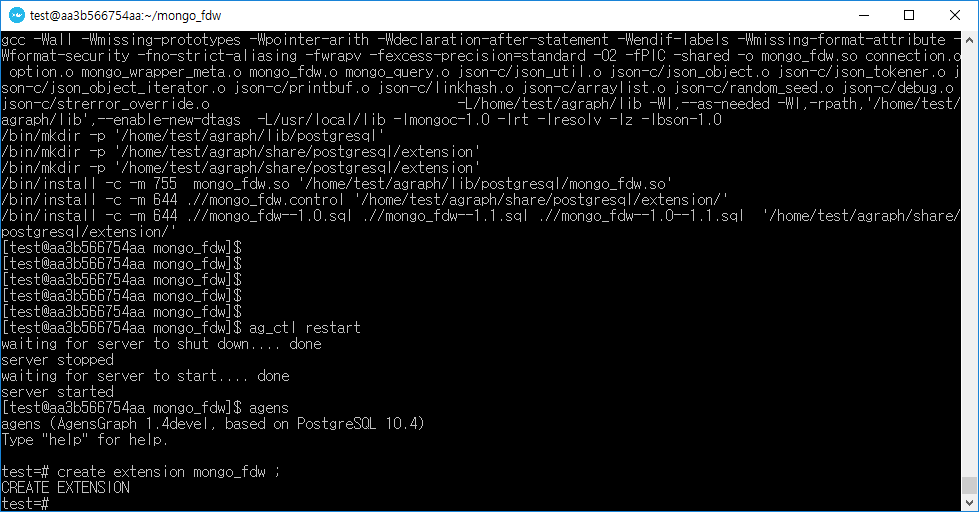 test@aa3b566754aa:~/mongo_fdw
gcc -Wall -Wmissing-prototypes -Wpointer-arith -Wdeclaration-after-statement -Wendif-labels -Wmissing-format-attribute -
Wformat-security -fno-strict-aliasing -fwrapv -fexcess-precision=standard -O2 -fPIC -shared -o mongo_fdw.so connection.o
 option.o mongo_wrapper_meta.o mongo_fdw.o mongo_query.o json-c/json_util.o json-c/json_object.o json-c/json_tokener.o js
on-c/json_object_iterator.o json-c/printbuf.o json-c/linkhash.o json-c/arraylist.o json-c/random_seed.o json-c/debug.o
json-c/strerror_override.o                              -L/home/test/agraph/lib -Wl,--as-needed -Wl,-rpath,'/home/test/
agraph/lib',--enable-new-dtags  -L/usr/local/lib -lmongoc-1.0 -lrt -lresolv -lz -lbson-1.0
/bin/mkdir -p '/home/test/agraph/lib/postgresql'
/bin/mkdir -p '/home/test/agraph/share/postgresql/extension'
/bin/mkdir -p '/home/test/agraph/share/postgresql/extension'
/bin/install -c -m 755  mongo_fdw.so '/home/test/agraph/lib/postgresql/mongo_fdw.so'
/bin/install -c -m 644 .//mongo_fdw.control '/home/test/agraph/share/postgresql/extension/'
/bin/install -c -m 644 .//mongo_fdw--1.0.sql .//mongo_fdw--1.1.sql .//mongo_fdw--1.0--1.1.sql  '/home/test/agraph/share/
postgresql/extension/'
[test@aa3b566754aa mongo_fdw]$
[test@aa3b566754aa mongo_fdw]$
[test@aa3b566754aa mongo_fdw]$
[test@aa3b566754aa mongo_fdw]$
[test@aa3b566754aa mongo_fdw]$
[test@aa3b566754aa mongo_fdw]$ ag_ctl restart
waiting for server to shut down.... done
server stopped
waiting for server to start.... done
server started
[test@aa3b566754aa mongo_fdw]$ agens
agens (AgensGraph 1.4devel, based on PostgreSQL 10.4)
Type "help" for help.
test=# create extension mongo_fdw ;
CREATE EXTENSION
test=#